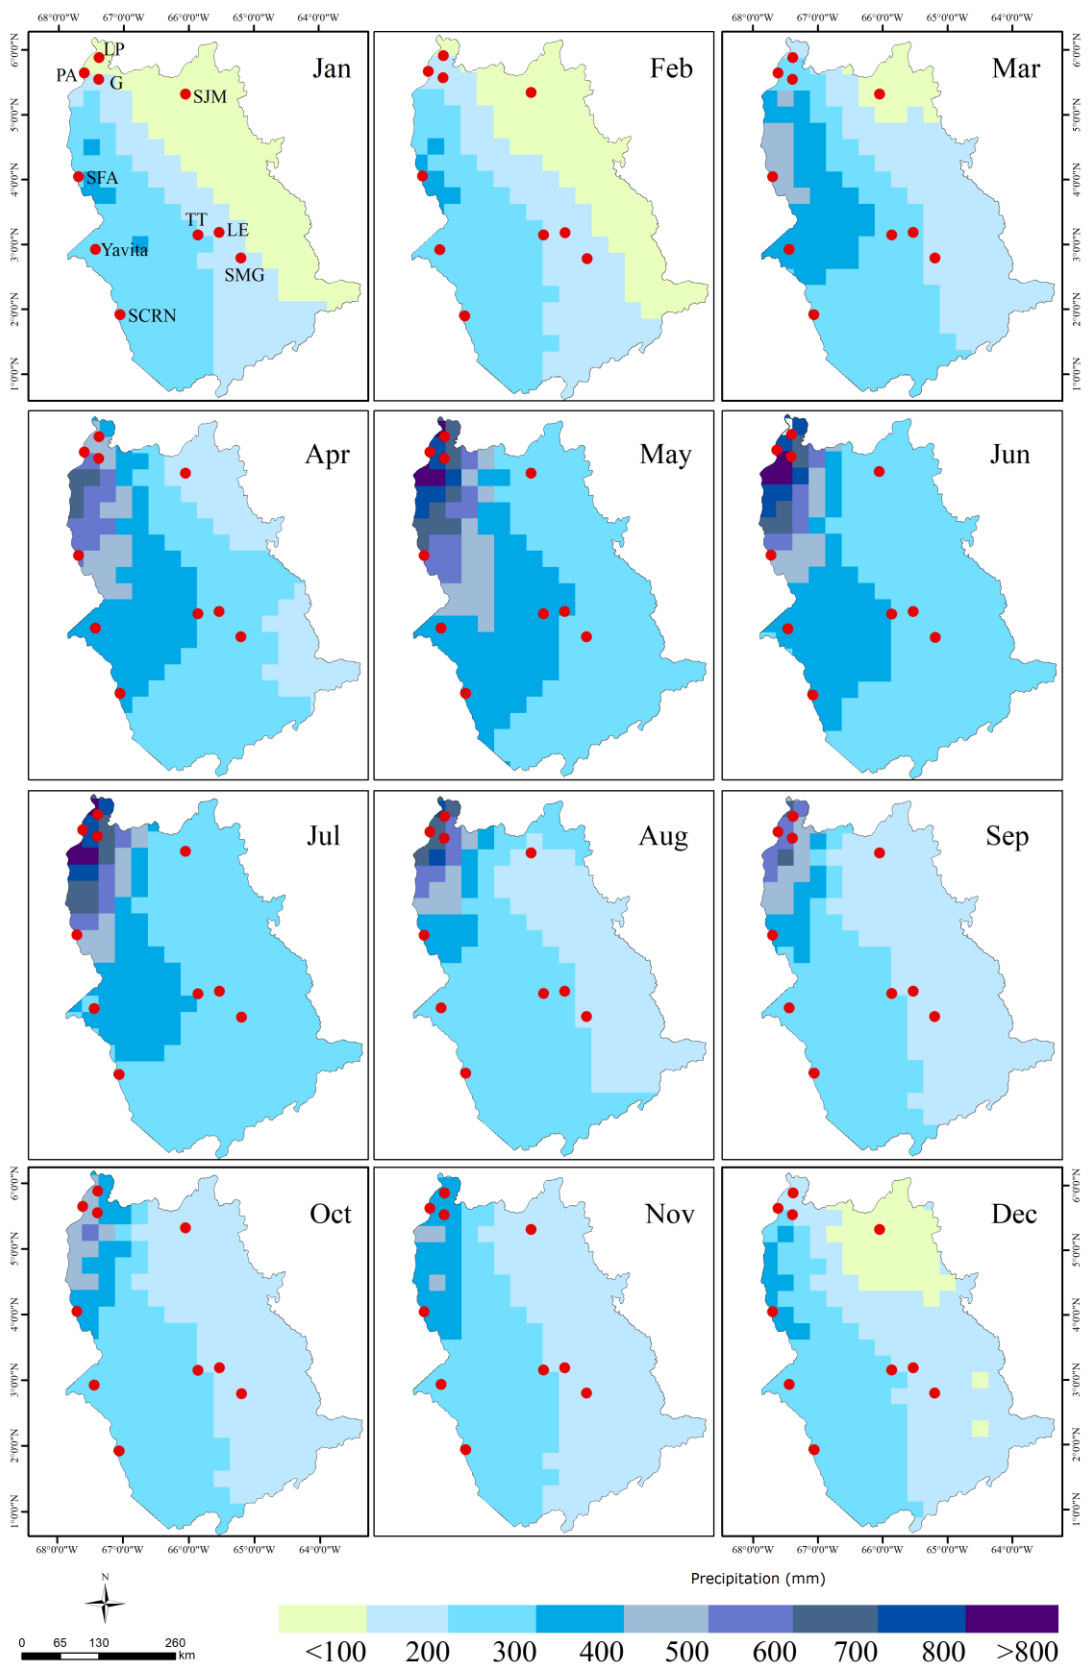 68°0'0"W 67°0'0"W 66°0'0"W 65°0'0"W 64°0'0"W
68°0'0"W 67°0'0"W 66°0'0"W 65°0'0"W 64°0'0"W
6°0'0"N
5°0'0"N
4°0'0"N
3°0'0"N
2°0'0"N
1°0'0"N
LP
PA
G
SJM
SFA
TT
LE
Yavita
SMG
SCRN
Jan
Feb
Mar
6°0'0"N
5°0'0"N
4°0'0"N
3°0'0"N
2°0'0"N
1°0'0"N
Apr
May
Jun
Jul
Aug
Sep
6°0'0"N
5°0'0"N
4°0'0"N
3°0'0"N
2°0'0"N
1°0'0"N
Oct
Nov
Dec
6°0'0"N
5°0'0"N
4°0'0"N
3°0'0"N
2°0'0"N
1°0'0"N
68°0'0"W 67°0'0"W 66°0'0"W 65°0'0"W 64°0'0"W
68°0'0"W 67°0'0"W 66°0'0"W 65°0'0"W 64°0'0"W
N
0 65 130 260
km
Precipitation (mm)
<100 200 300 400 500 600 700 800 >800